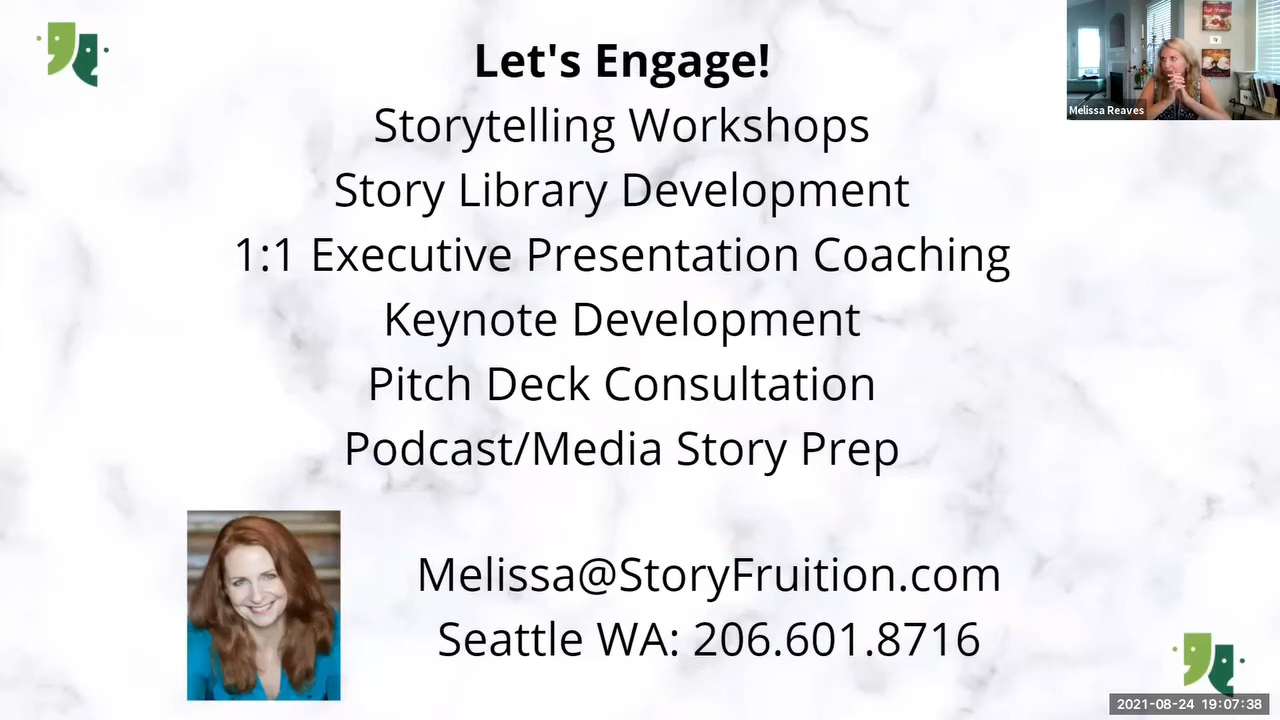 Let's Engage!
Storytelling Workshops
Story Library Development
1:1 Executive Presentation Coaching
Keynote Development
Pitch Deck Consultation
Podcast/Media Story Prep
Melissa@StoryFruition.com
Seattle WA: 206.601.8716
Melissa Reaves
2021-08-24 19:07:38